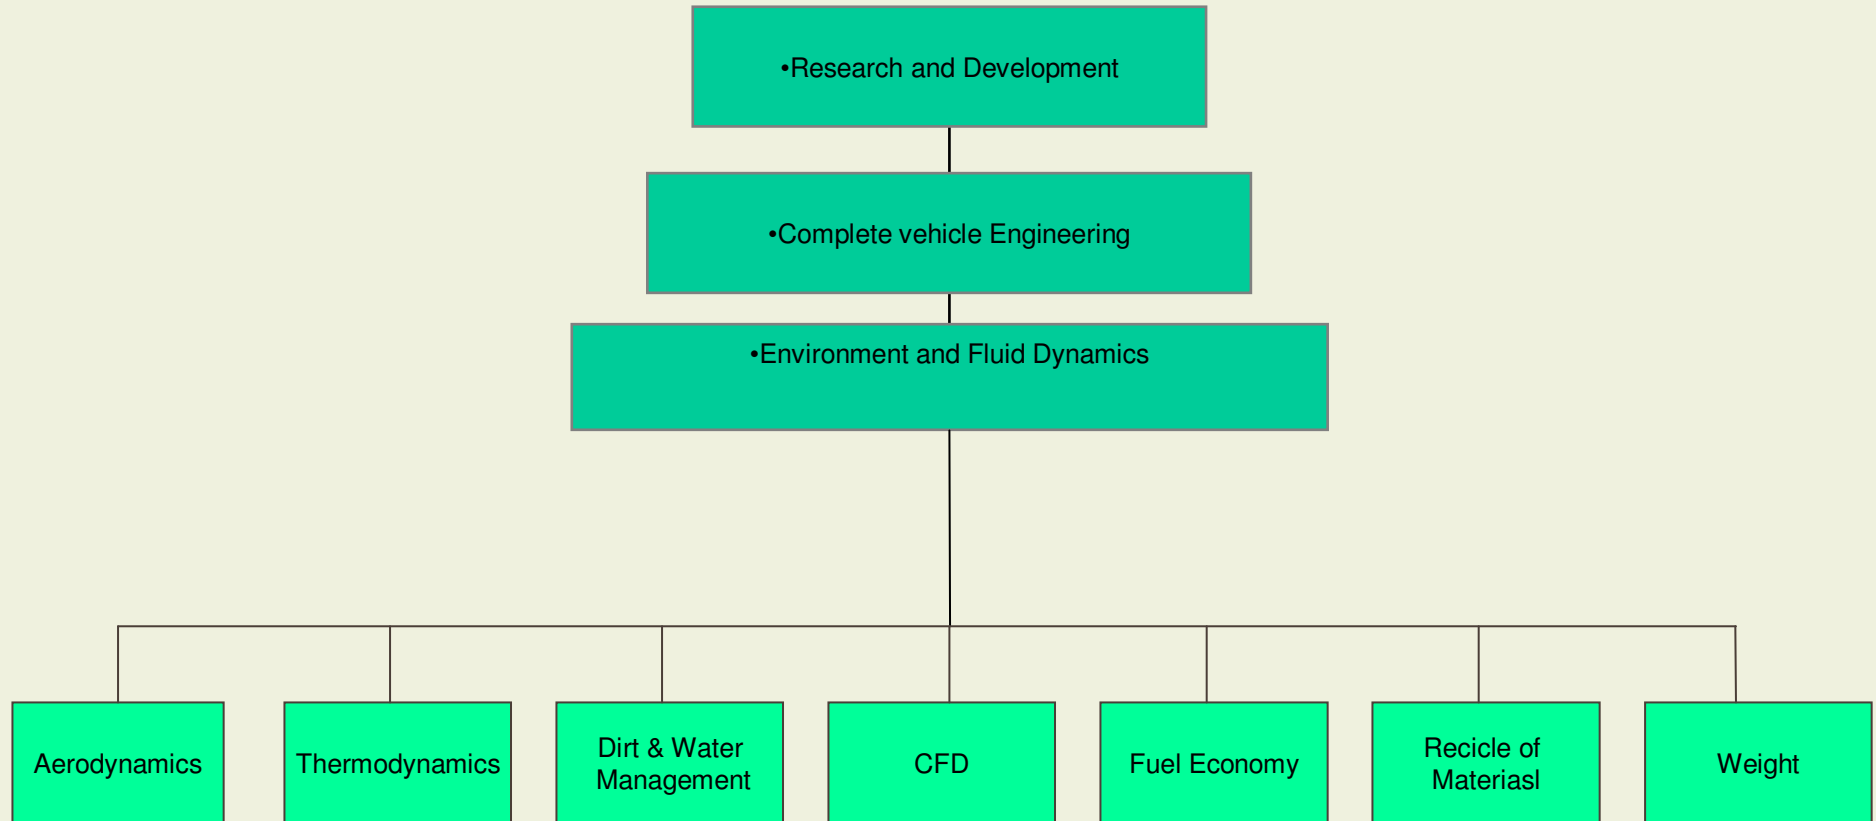 •Research and Development
•Complete vehicle Engineering
•Environment and Fluid Dynamics
Aerodynamics
Thermodynamics
Dirt & Water
Management
CFD
Fuel Economy
Recicle of
Materiasl
Weight